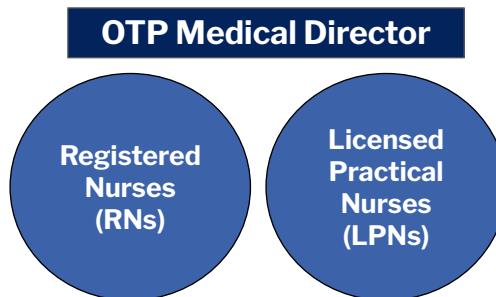 OTP Medical Director
Registered
Nurses
(RNs)
Licensed
Practical
Nurses
(LPNs)